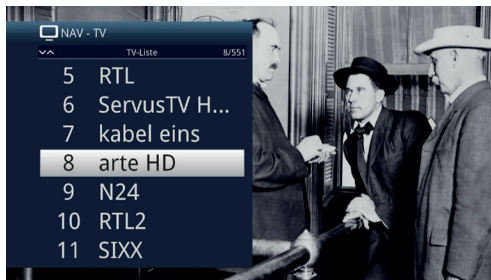 NAV - TV
TV-Liste 8/551
5 RTL
6 ServusTV H...
7 kabel eins
8 arte HD
9 N24
10 RTL2
11 SIXX